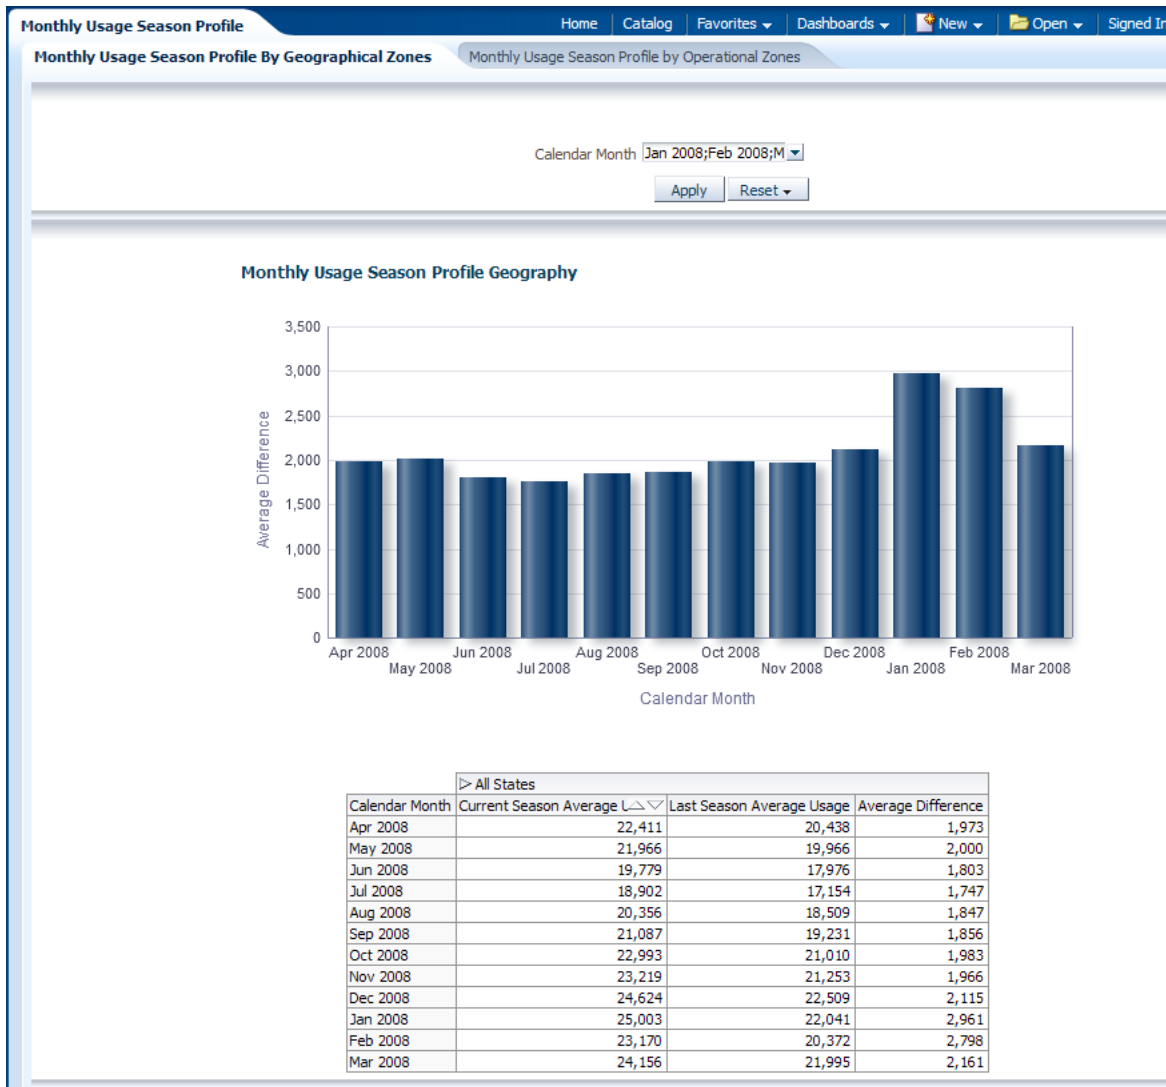 Monthly Usage Season Profile Home Catalog Favorites Dashboards New Open Signed In
Monthly Usage Season Profile By Geographical Zones Monthly Usage Season Profile by Operational Zones
Calendar Month Jan 2008;Feb 2008;M
Apply Reset
Monthly Usage Season Profile Geography
3,500
3,000
2,500
2,000
1,500
1,000
500
0
Average Difference
Apr 2008 Jun 2008 Aug 2008 Oct 2008 Dec 2008 Feb 2008
May 2008 Jul 2008 Sep 2008 Nov 2008 Jan 2008 Mar 2008
Calendar Month
All States
Calendar Month Current Season Average U Last Season Average Usage Average Difference
Apr 2008 22,411 20,438 1,973
May 2008 21,966 19,966 2,000
Jun 2008 19,779 17,976 1,803
Jul 2008 18,902 17,154 1,747
Aug 2008 20,356 18,509 1,847
Sep 2008 21,087 19,231 1,856
Oct 2008 22,993 21,010 1,983
Nov 2008 23,219 21,253 1,966
Dec 2008 24,624 22,509 2,115
Jan 2008 25,003 22,041 2,961
Feb 2008 23,170 20,372 2,798
Mar 2008 24,156 21,995 2,161